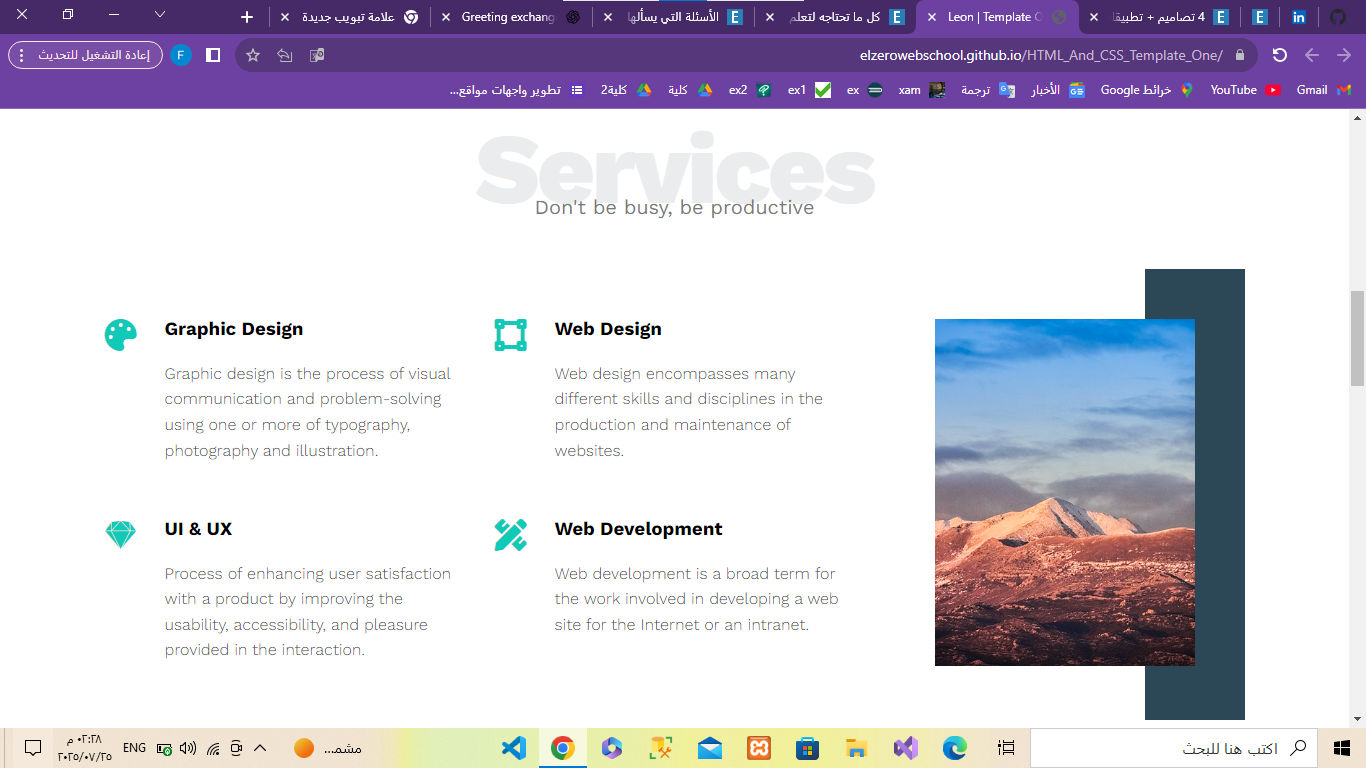 علامة تبويب جديدة
Greeting exchang
الأسئلة التي يسألها
كل ما تحتاجه لتعلم
Leon | Template O
4 تصاميم + تطبيقا
إعادة التشغيل للتحديث
F
elzerowebschool.github.io/HTML_And_CSS_Template_One/
تطوير واجهات مواقع...
كلية2
كلية
ex2
ex1
ex
xam
ترجمة
الأخبار
خرائط Google
YouTube
Gmail
Services
Don't be busy, be productive
Graphic Design
Graphic design is the process of visual
communication and problem-solving
using one or more of typography,
photography and illustration.
Web Design
Web design encompasses many
different skills and disciplines in the
production and maintenance of
websites.
UI & UX
Process of enhancing user satisfaction
with a product by improving the
usability, accessibility, and pleasure
provided in the interaction.
Web Development
Web development is a broad term for
the work involved in developing a web
site for the Internet or an intranet.
٠٢:٢٨ م
٢٠٢٥/٠٧/٢٥
ENG
مشمـ...
اكتب هنا للبحث